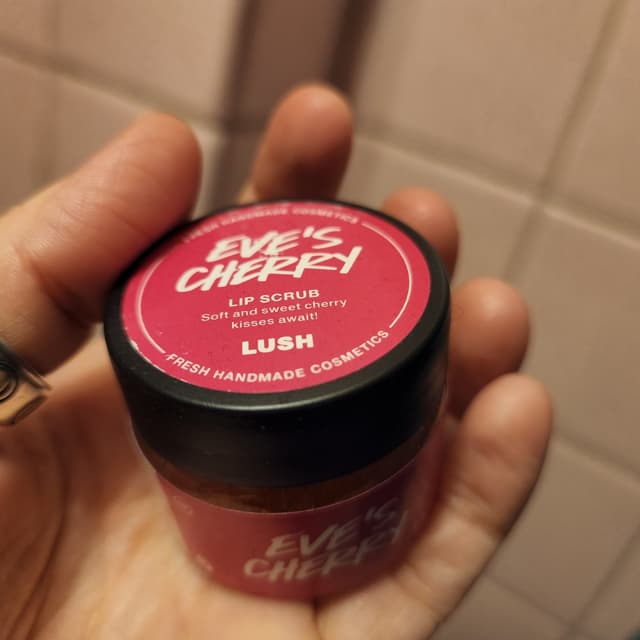 FRESH HANDMADE COSMETICS
EVE'S
CHERRY
LIP SCRUB
Soft and sweet cherry
kisses await!
LUSH
FRESH HANDMADE COSMETICS
EVE'S
CHERRY